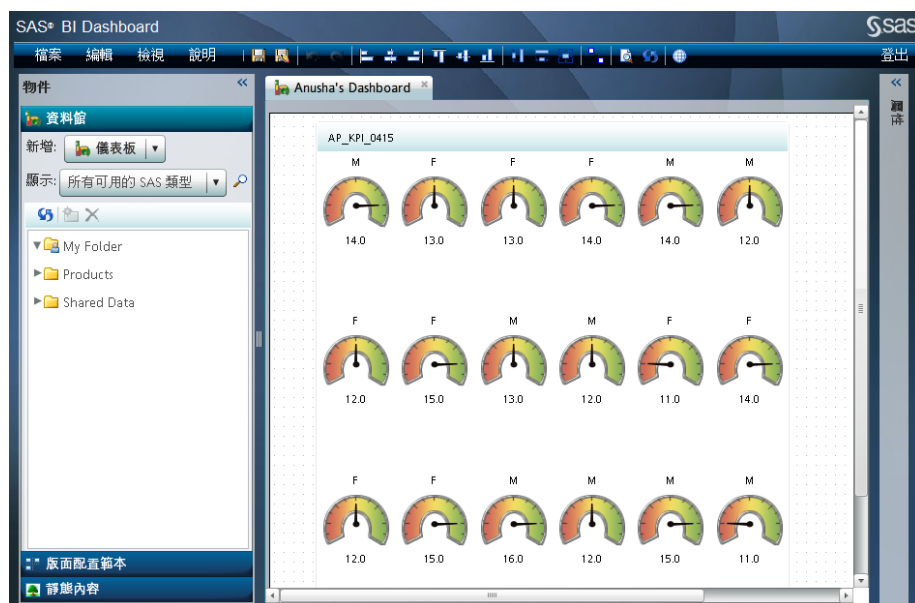 SAS® BI Dashboard
sas
檔案 編輯 檢視 說明
登出
物件
Anusha's Dashboard
資料館
新增: 儀表板
顯示: 所有可用的 SAS 類型
My Folder
Products
Shared Data
版面配置範本
靜態內容
AP_KPI_0415
M F F F M M
14.0 13.0 13.0 14.0 14.0 12.0
F F M M F F
12.0 15.0 13.0 12.0 11.0 14.0
F F M M M M
12.0 15.0 16.0 12.0 15.0 11.0